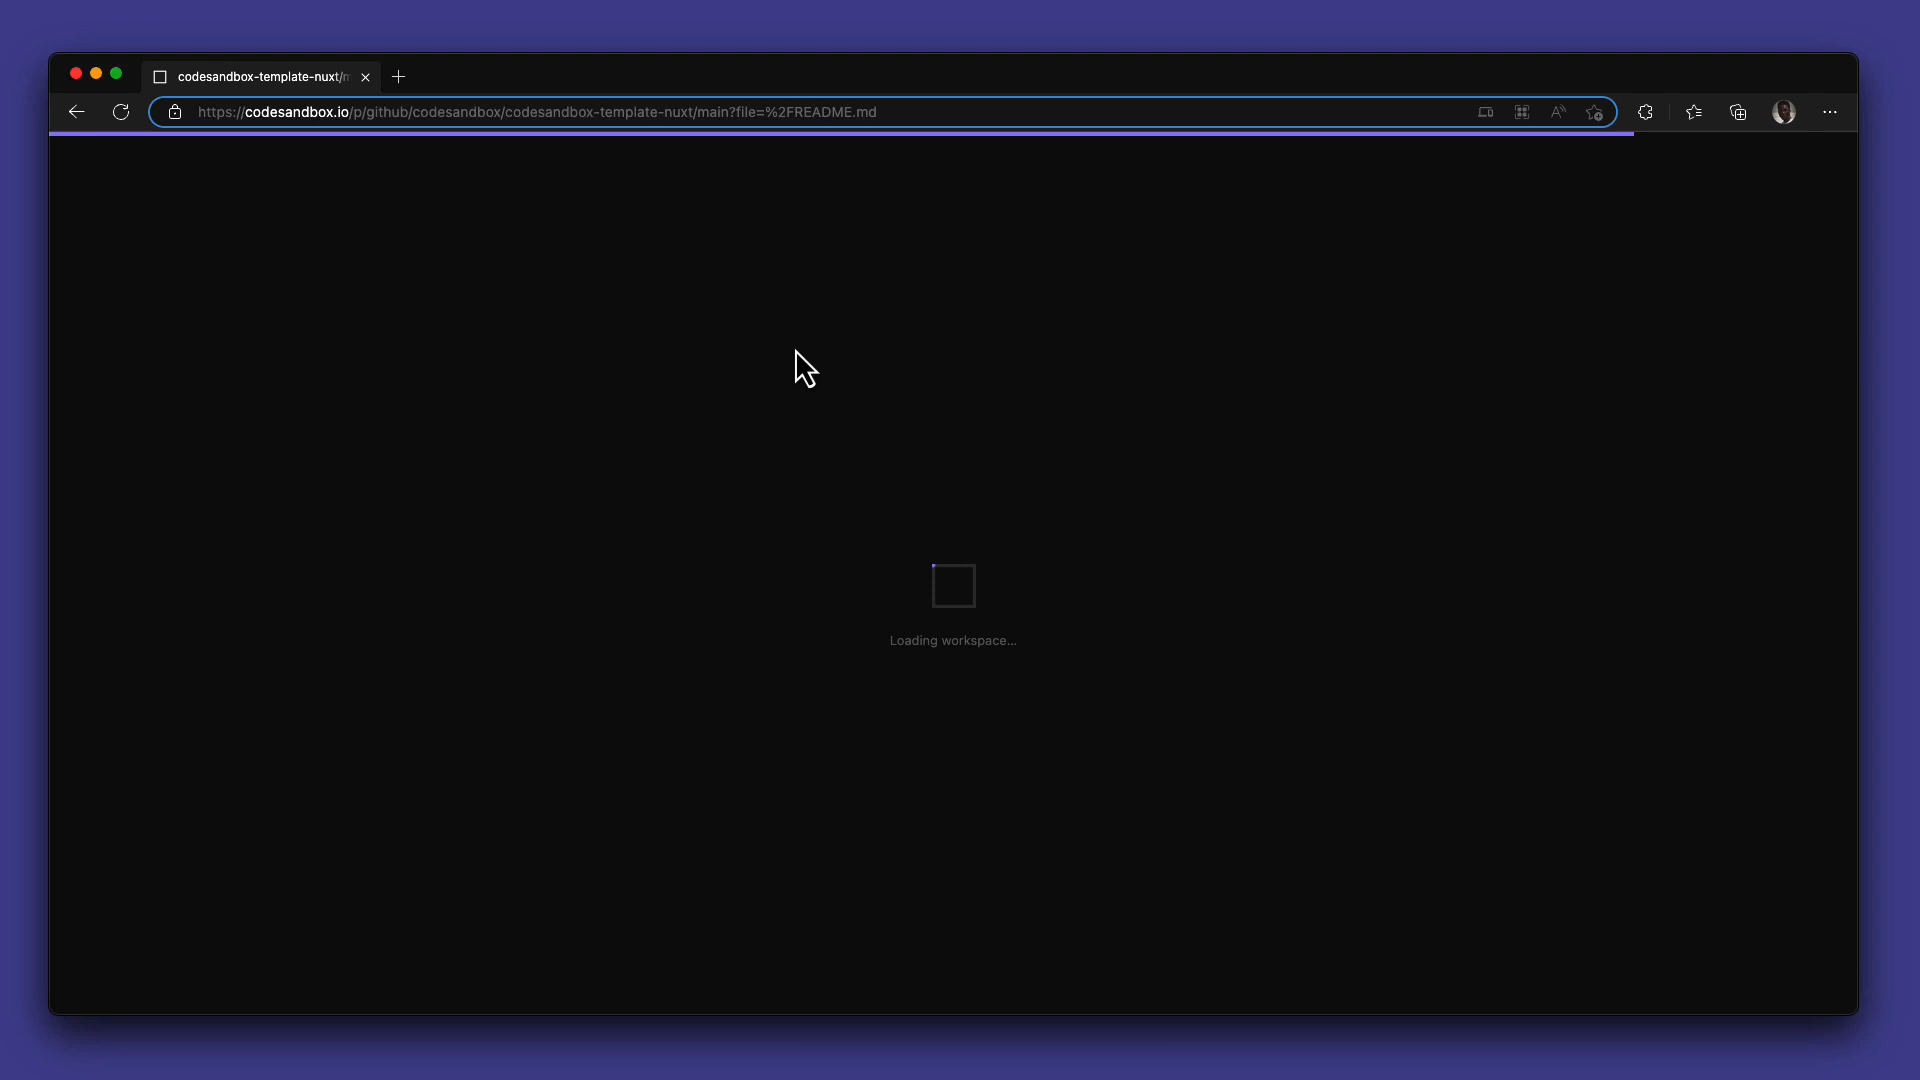 codesandbox-template-nuxt/m
https://codesandbox.io/p/github/codesandbox/codesandbox-template-nuxt/main?file=%2FREADME.md
Loading workspace...